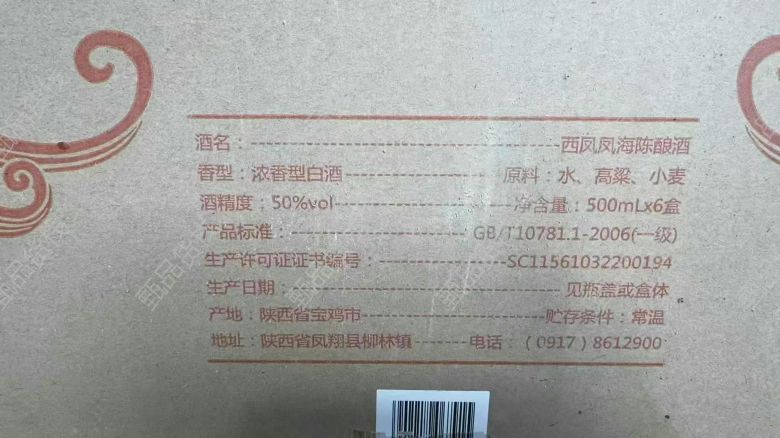 酒名：------------------------西凤凤海陈酿酒
香型：浓香型白酒------------原料：水、高粱、小麦
酒精度：50%vol--------------净含量：500mLx6盒
产品标准：------------------GB/T10781.1-2006(一级)
生产许可证证书编号：------------SC11561032200194
生产日期：------------------------见瓶盖或盒体
产地：陕西省宝鸡市----------------贮存条件：常温
地址：陕西省凤翔县柳林镇-------电话：（0917）8612900